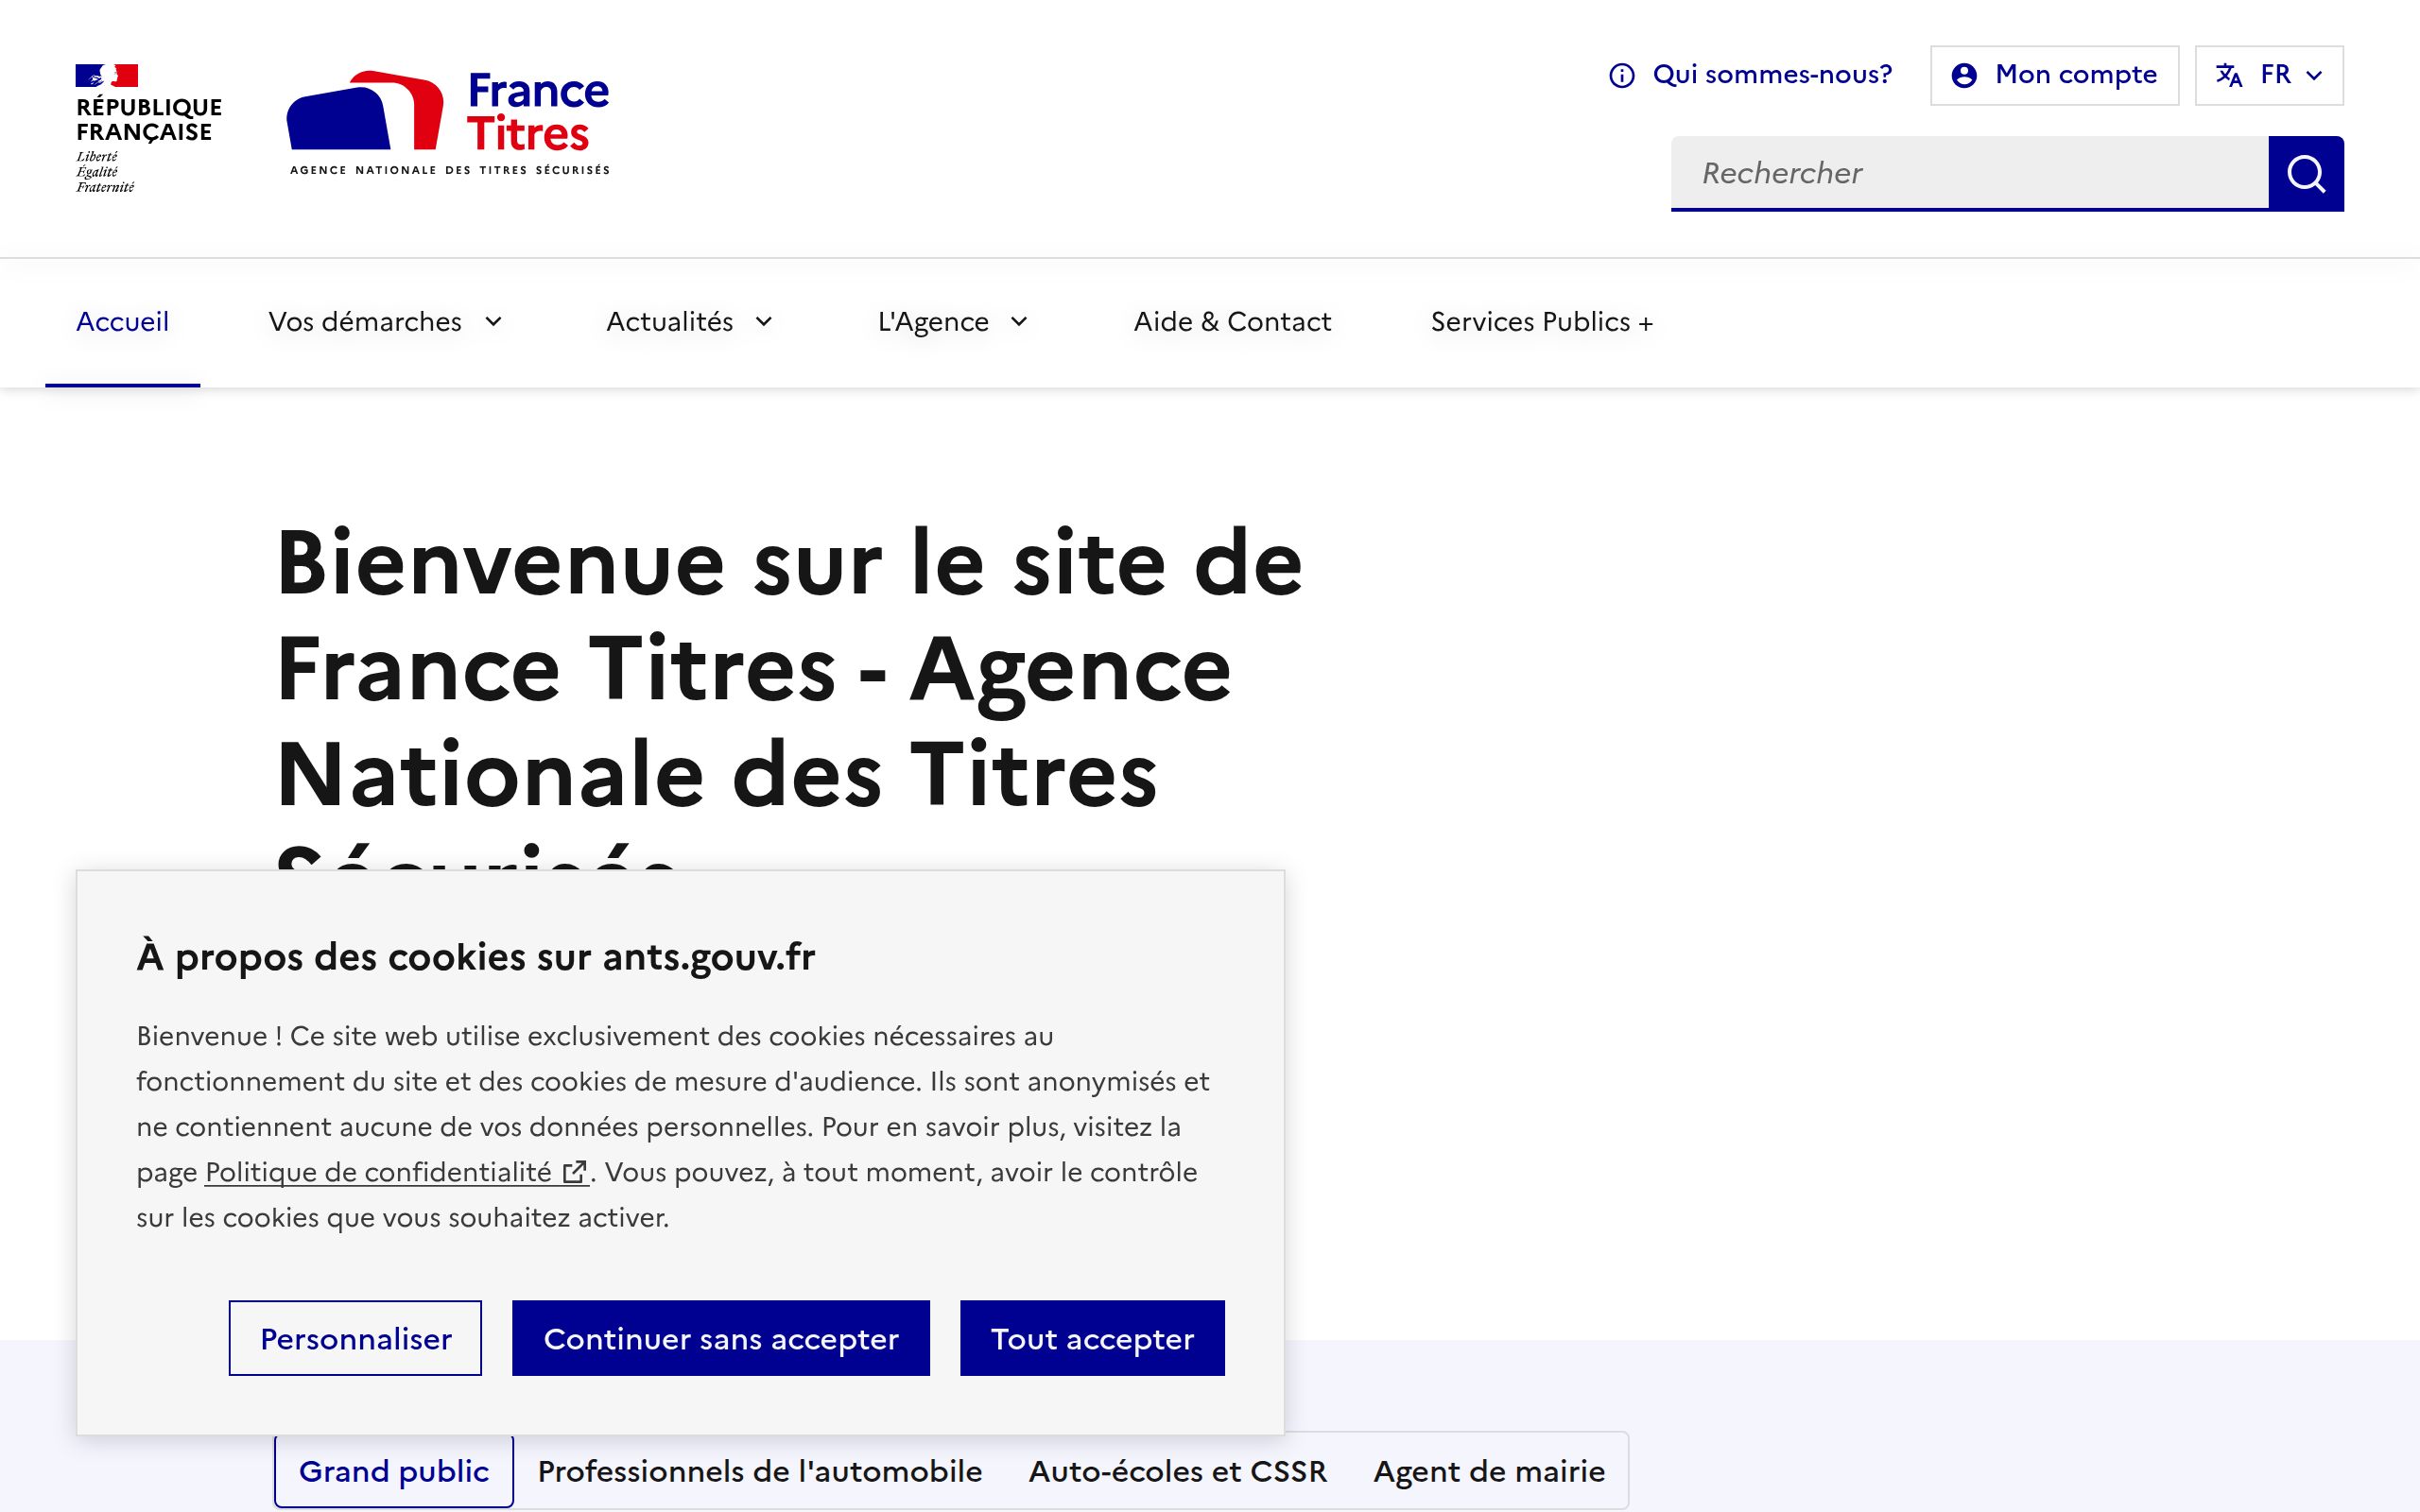 RÉPUBLIQUE
FRANÇAISE
Liberté
Égalité
Fraternité
France
Titres
AGENCE NATIONALE DES TITRES SÉCURISÉS
Qui sommes-nous?
Mon compte
FR
Rechercher
Accueil
Vos démarches
Actualités
L'Agence
Aide & Contact
Services Publics +
Bienvenue sur le site de
France Titres - Agence
Nationale des Titres
Sécurisés
À propos des cookies sur ants.gouv.fr
Bienvenue ! Ce site web utilise exclusivement des cookies nécessaires au
fonctionnement du site et des cookies de mesure d'audience. Ils sont anonymisés et
ne contiennent aucune de vos données personnelles. Pour en savoir plus, visitez la
page Politique de confidentialité. Vous pouvez, à tout moment, avoir le contrôle
sur les cookies que vous souhaitez activer.
Personnaliser
Continuer sans accepter
Tout accepter
Grand public
Professionnels de l'automobile
Auto-écoles et CSSR
Agent de mairie